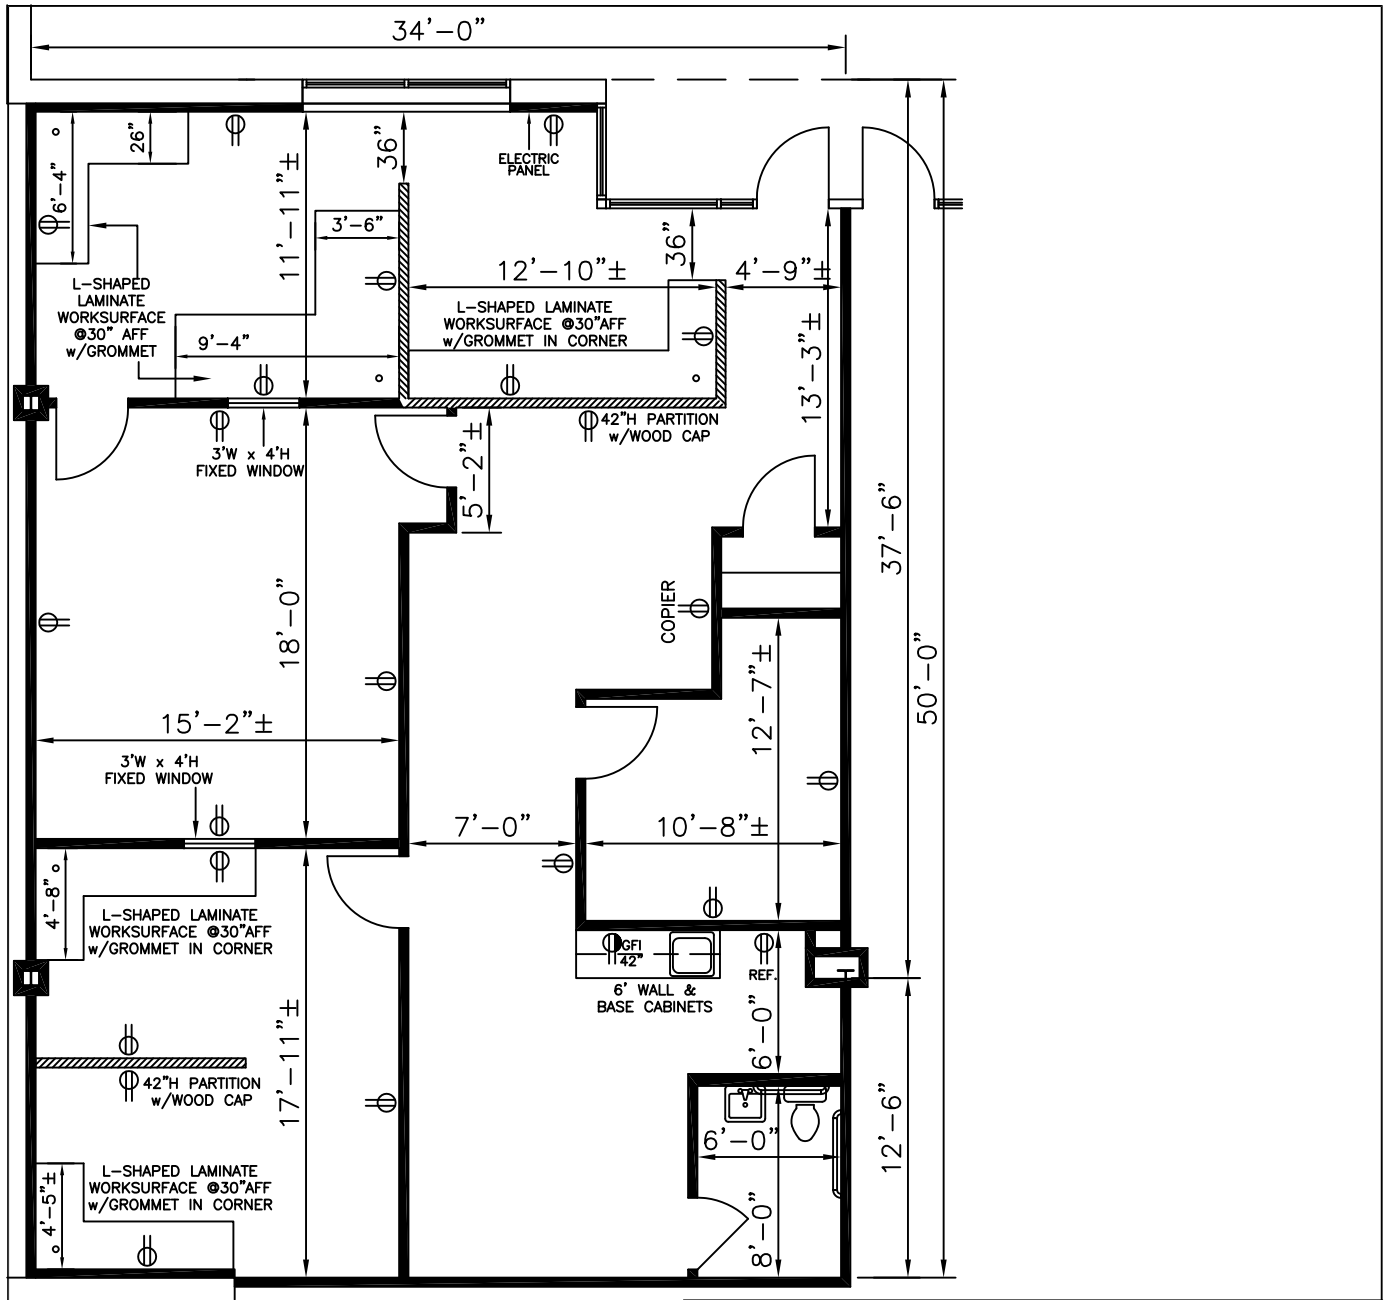 34'-0"
26"
6'-4"
11'-11"±
36"
ELECTRIC
PANEL
3'-6"
36"
12'-10"±
4'-9"±
L-SHAPED
LAMINATE
WORKSURFACE
@30" AFF
w/GROMMET
L-SHAPED LAMINATE
WORKSURFACE @30"AFF
w/GROMMET IN CORNER
9'-4"
13'-3"±
42"H PARTITION
w/WOOD CAP
3'W x 4'H
FIXED WINDOW
5'-2"±
37'-6"
18'-0"
COPIER
50'-0"
12'-7"±
15'-2"±
3'W x 4'H
FIXED WINDOW
7'-0"
10'-8"±
4'-8"
L-SHAPED LAMINATE
WORKSURFACE @30"AFF
w/GROMMET IN CORNER
GFI
42"
REF.
6' WALL &
BASE CABINETS
6'-0"
17'-11"±
42"H PARTITION
w/WOOD CAP
12'-6"
6'-0"
L-SHAPED LAMINATE
WORKSURFACE @30"AFF
w/GROMMET IN CORNER
4'-5"±
8'-0"